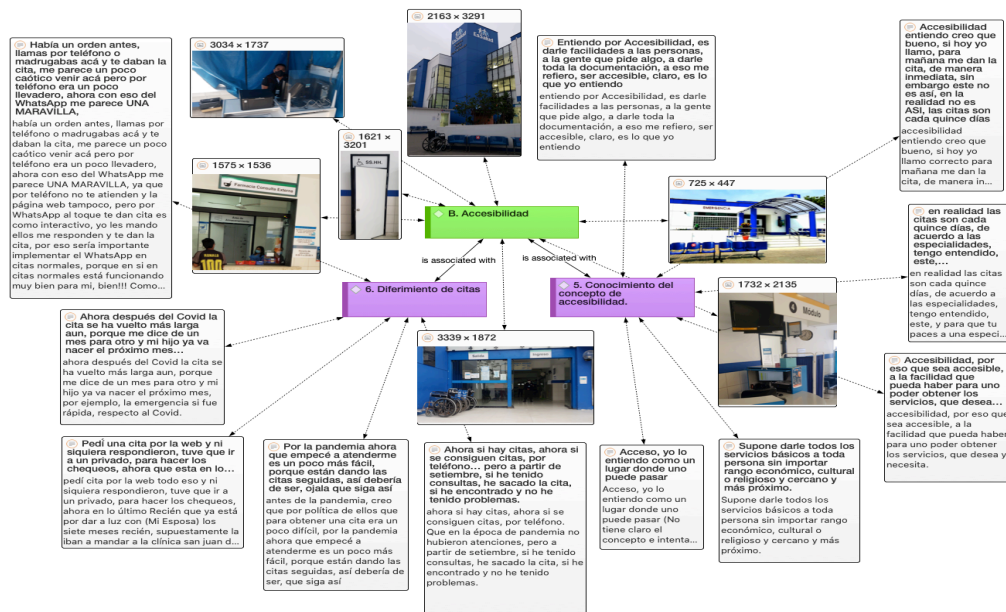 2163 × 3291
3034 × 1737
EsSalud
Había un orden antes,
llamas por teléfono o
madrugabas acá y te daban la
cita, me parece un poco
caótico venir acá pero por
teléfono era un poco
llevadero, ahora con eso del
WhatsApp me parece UNA
MARAVILLA,
había un orden antes, llamas por
teléfono o madrugabas acá y te
daban la cita, me parece un poco
caótico venir acá pero por
teléfono era un poco llevadero,
ahora con eso del WhatsApp me
parece UNA MARAVILLA, ya que
por teléfono no te atienden y la
página web tampoco, pero por
WhatsApp al toque te dan cita es
como interactivo, yo les mando
ellos me responden y te dan la
cita, por eso sería importante
implementar el WhatsApp en
citas normales, porque en si en
citas normales está funcionando
muy bien para mi, bien!!! Como...
Entiendo por Accesibilidad, es
darle facilidades a las personas,
a la gente que pide algo, a darle
toda la documentación, a eso me
refiero, ser accesible, claro, es lo
que yo entiendo
entiendo por Accesibilidad, es darle
facilidades a las personas, a la gente
que pide algo, a darle toda la
documentación, a eso me refiero, ser
accesible, claro, es lo que yo
entiendo
Accesibilidad
entiendo creo que
bueno, si hoy yo
llamo, para
mañana me dan la
cita, de manera
inmediata, sin
embargo este no
es así, en la
realidad no es
ASI, las citas son
cada quince días
accesibilidad
entiendo creo que
bueno, si hoy yo
llamo correcto para
mañana me dan la
cita, de manera in...
1621 ×
3201
SS.HH.
1575 × 1536
Farmacia Consulta Externa
725 × 447
EMERGENCIA
B. Accesibilidad
is associated with
is associated with
6. Diferimiento de citas
5. Conocimiento del
concepto de
accesibilidad.
en realidad las
citas son cada
quince días, de
acuerdo a las
especialidades,
tengo entendido,
este,...
en realidad las citas
son cada quince
días, de acuerdo a
las especialidades,
tengo entendido,
este, y para que tu
paces a una especi...
1732 × 2135
Módulo
3339 × 1872
Ahora después del Covid la
cita se ha vuelto más larga
aun, porque me dice de un
mes para otro y mi hijo ya va
nacer el próximo mes...
ahora después del Covid la cita se
ha vuelto más larga aun, porque
me dice de un mes para otro y mi
hijo ya va nacer el próximo mes,
por ejemplo, la emergencia si fue
rápida, respecto al Covid.
Accesibilidad, por
eso que sea accesible,
a la facilidad que
pueda haber para uno
poder obtener los
servicios, que desea...
accesibilidad, por eso que
sea accesible, a la
facilidad que pueda haber
para uno poder obtener
los servicios, que desea y
necesita.
Pedí una cita por la web y ni
siquiera respondieron, tuve que ir
a un privado, para hacer los
chequeos, ahora que esta en lo...
pedí cita por la web todo eso y ni
siquiera respondieron, tuve que ir a
un privado, para hacer los chequeos,
ahora en lo último Recién que ya está
por dar a luz con (Mi Esposa) los
siete meses recién, supuestamente la
iban a mandar a la clínica san juan d...
Por la pandemia ahora
que empecé a atenderme
es un poco más fácil,
porque están dando las
citas seguidas, así debería
de ser, ojala que siga así
antes de la pandemia, creo
que por política de ellos que
para obtener una cita era un
poco difícil, por la pandemia
ahora que empecé a
atenderme es un poco más
fácil, porque están dando las
citas seguidas, así debería de
ser, que siga así
Ahora si hay citas, ahora si
se consiguen citas, por
teléfono... pero a partir de
setiembre, si he tenido
consultas, he sacado la cita,
si he encontrado y no he
tenido problemas.
ahora si hay citas, ahora si se
consiguen citas, por teléfono.
Que en la época de pandemia no
hubieron atenciones, pero a
partir de setiembre, si he tenido
consultas, he sacado la cita, si he
encontrado y no he tenido
problemas.
Acceso, yo lo
entiendo como un
lugar donde uno
puede pasar
Acceso, yo lo
entiendo como un
lugar donde uno
puede pasar (No
tiene claro el
concepto e intenta...
Supone darle todos los
servicios básicos a toda
persona sin importar
rango económico, cultural
o religioso y cercano y
más próximo.
Supone darle todos los
servicios básicos a toda
persona sin importar rango
económico, cultural o
religioso y cercano y más
próximo.